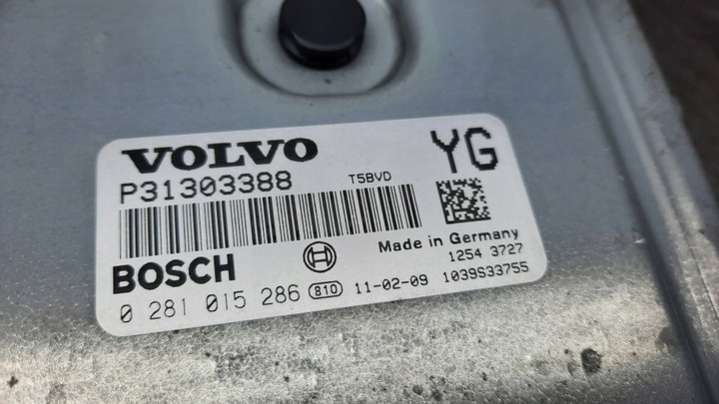 VOLVO
YG
P31303388
T5BVD
Made in Germany
1254 3727
BOSCH
0 281 015 286 810 11-02-09 1039S33755